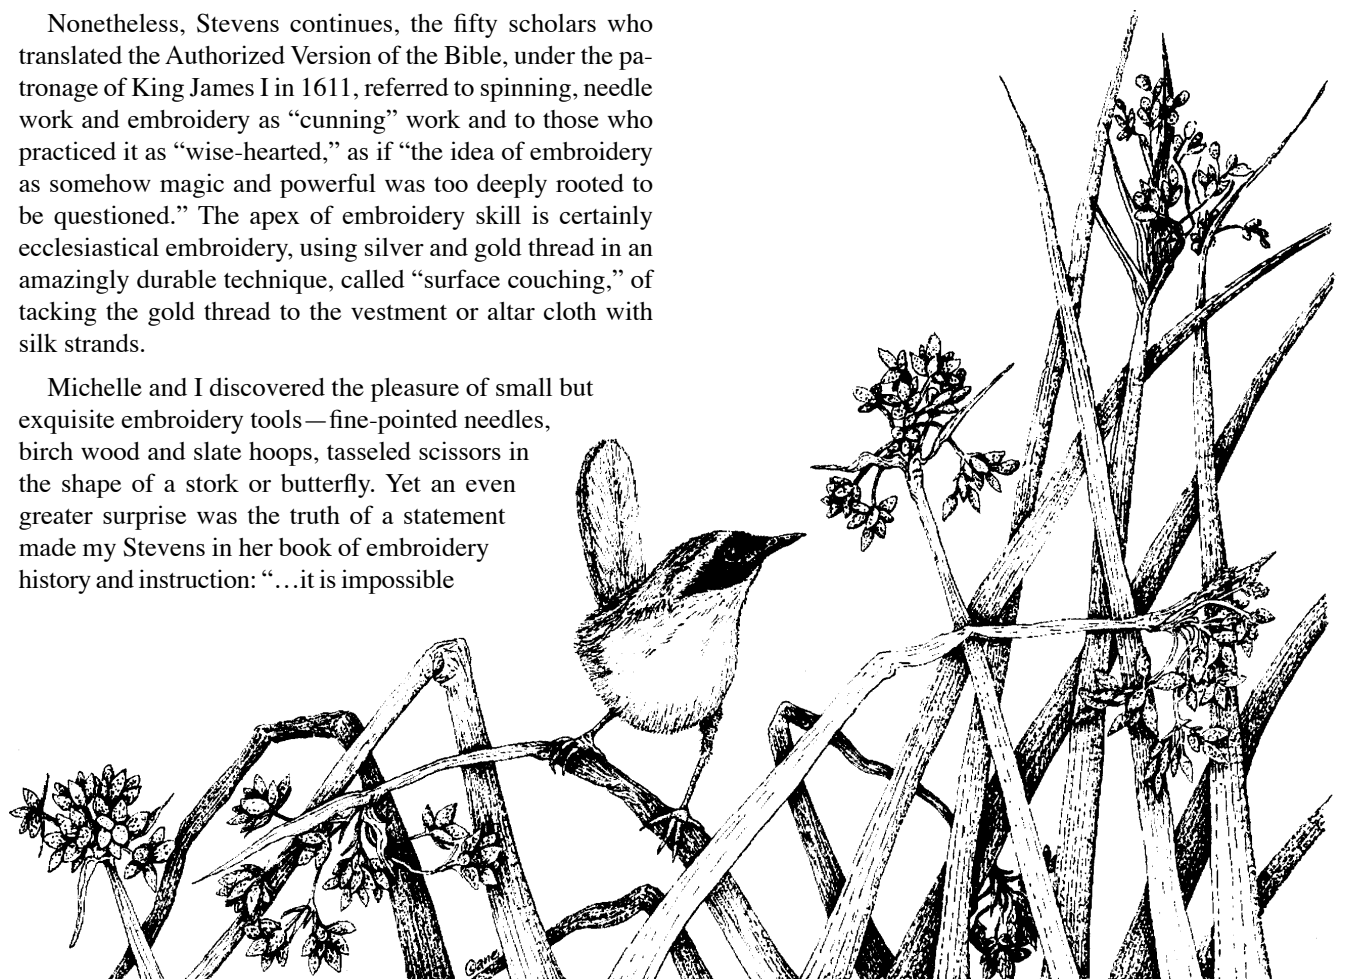 Nonetheless, Stevens continues, the fifty scholars who
translated the Authorized Version of the Bible, under the pa-
tronage of King James I in 1611, referred to spinning, needle
work and embroidery as “cunning” work and to those who
practiced it as “wise-hearted,” as if “the idea of embroidery
as somehow magic and powerful was too deeply rooted to
be questioned.” The apex of embroidery skill is certainly
ecclesiastical embroidery, using silver and gold thread in an
amazingly durable technique, called “surface couching,” of
tacking the gold thread to the vestment or altar cloth with
silk strands.
Michelle and I discovered the pleasure of small but
exquisite embroidery tools—fine-pointed needles,
birch wood and slate hoops, tasseled scissors in
the shape of a stork or butterfly. Yet an even
greater surprise was the truth of a statement
made my Stevens in her book of embroidery
history and instruction: “…it is impossible